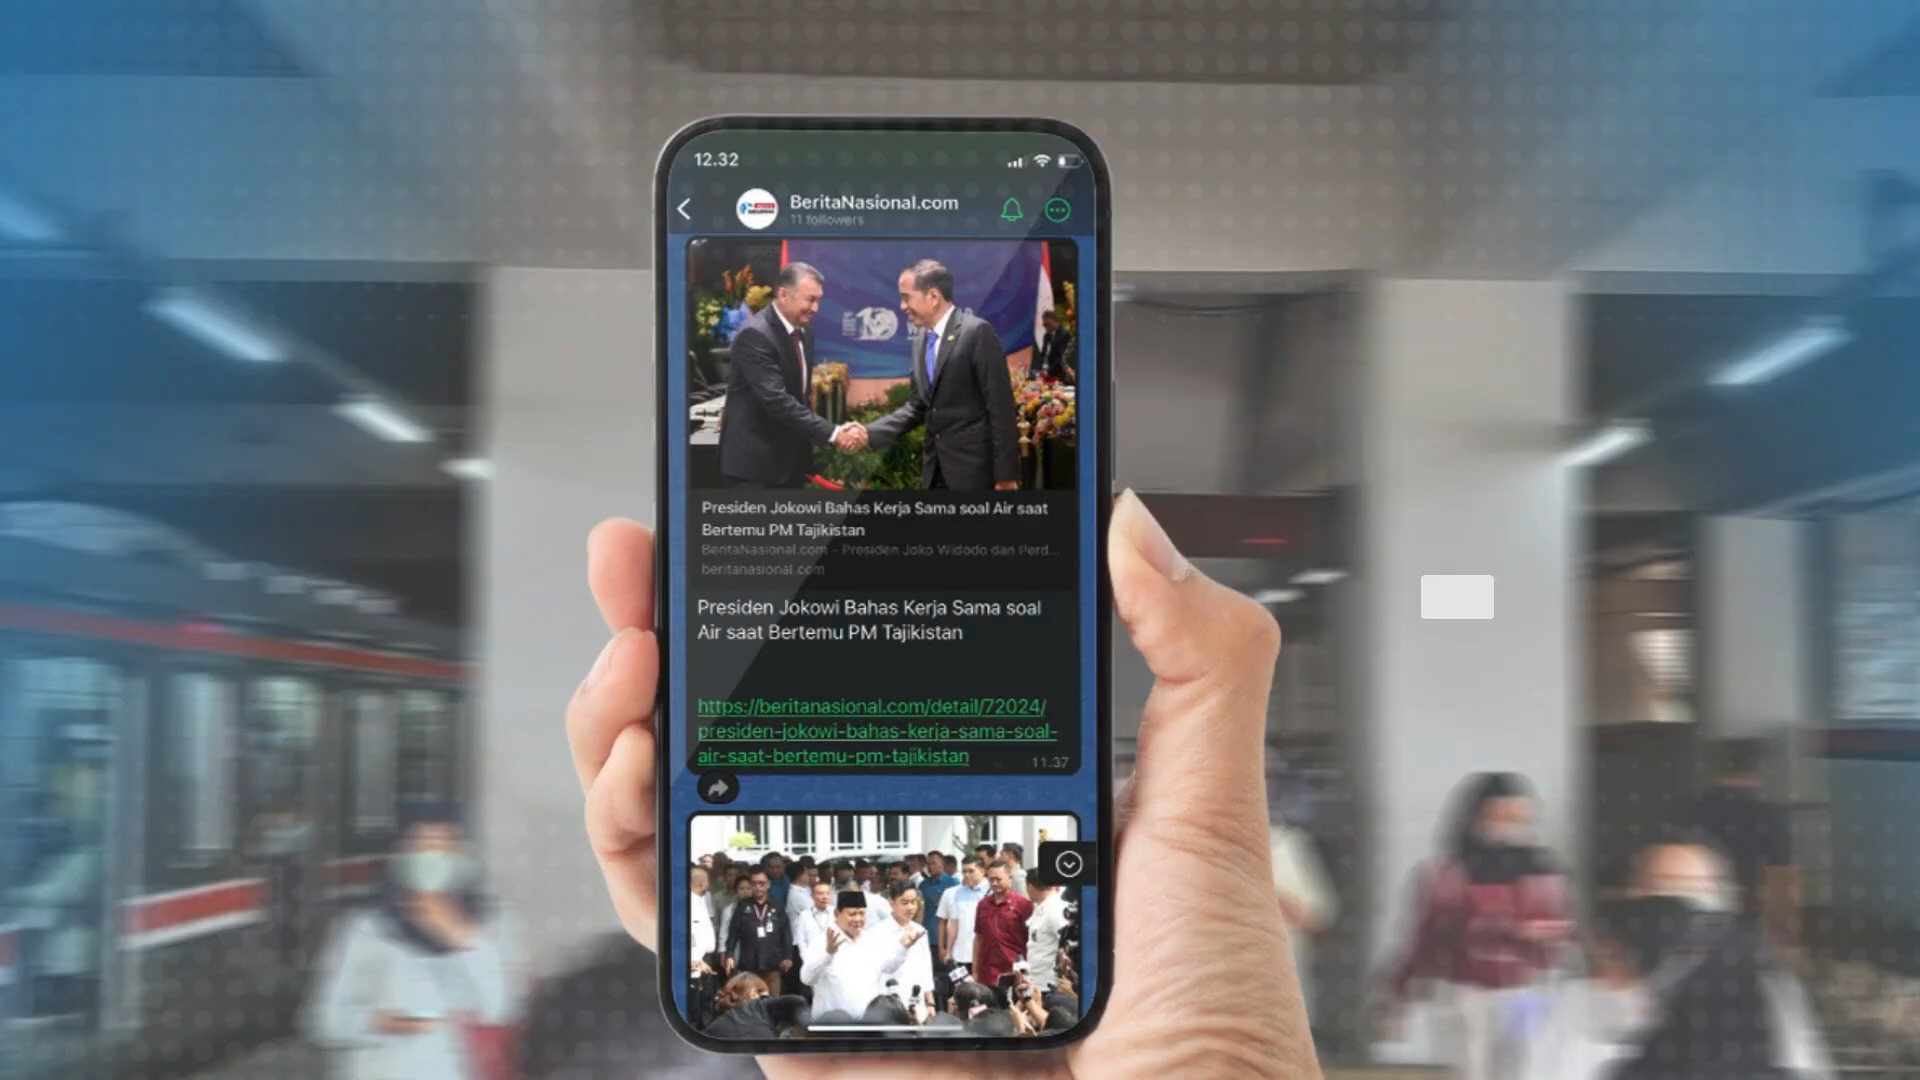 12.32
BeritaNasional.com
11 followers
Presiden Jokowi Bahas Kerja Sama soal Air saat
Bertemu PM Tajikistan
BeritaNasional.com - Presiden Joko Widodo dan Perd...
beritanasional.com
Presiden Jokowi Bahas Kerja Sama soal
Air saat Bertemu PM Tajikistan
https://beritanasional.com/detail/72024/
presiden-jokowi-bahas-kerja-sama-soal-
air-saat-bertemu-pm-tajikistan
11.37